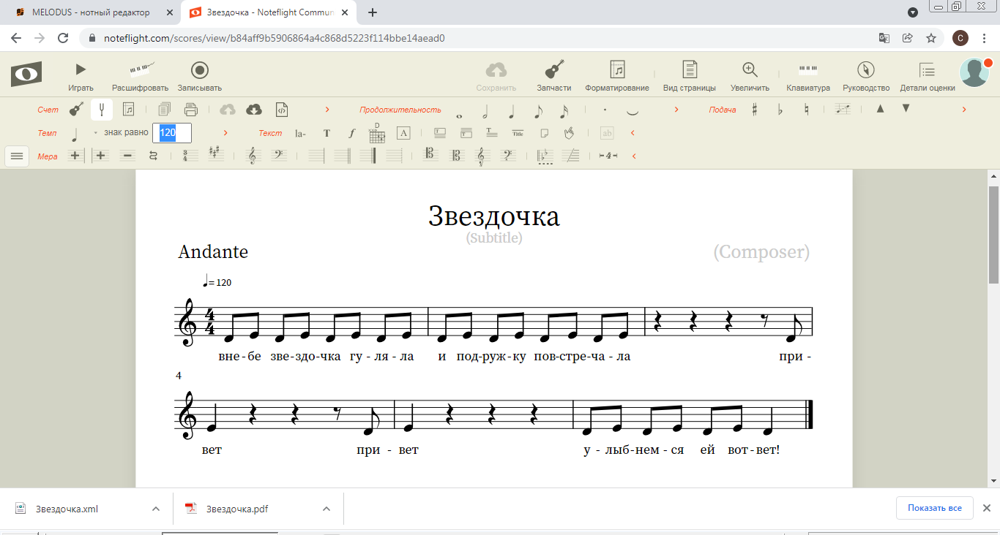 MELODUS - нотный редактор
Звездочка - Noteflight Commun
noteflight.com/scores/view/b84aff9b5906864a4c868d5223f114bbe14aead0
C
Играть
Расшифровать
Записывать
Сохранить
Запчасти
Форматирование
Вид страницы
Увеличить
Клавиатура
Руководство
Детали оценки
Счет
Продолжительность
Подача
Темп
знак равно
120
Текст
la-
T
f
D
A
Title
ab
Мера
Звездочка
(Subtitle)
Andante
(Composer)
= 120
вне - бе зве-здо-чка гу - ля - ла и под-руж-ку пов-стре-ча - ла при -
4
вет при - вет у - лыб-нем - ся ей вот-вет!
Звездочка.xml
Звездочка.pdf
Показать все